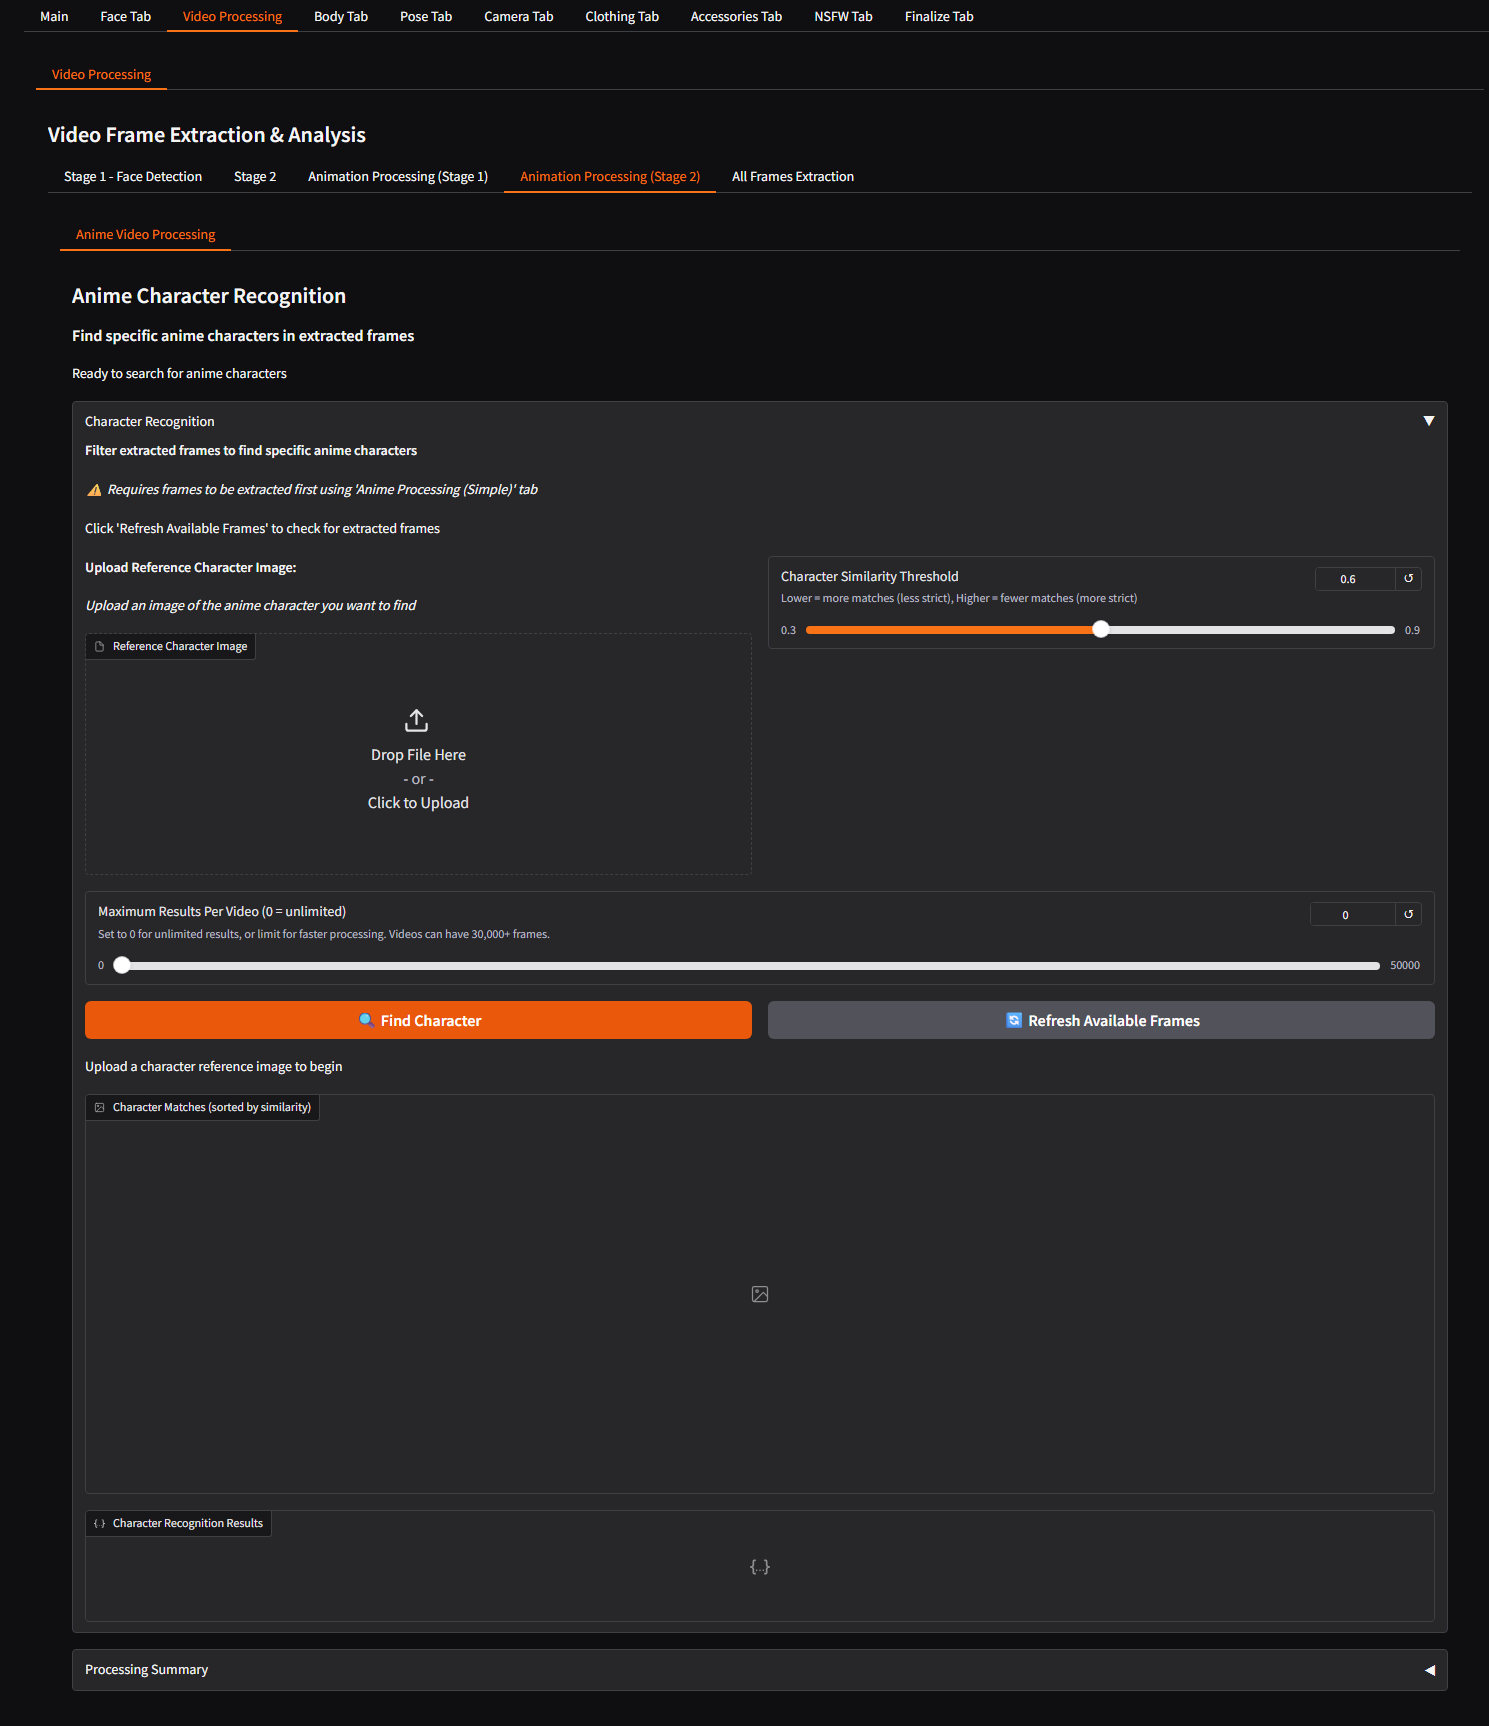 Main Face Tab Video Processing Body Tab Pose Tab Camera Tab Clothing Tab Accessories Tab NSFW Tab Finalize Tab
Video Processing
Video Frame Extraction & Analysis
Stage 1 - Face Detection Stage 2 Animation Processing (Stage 1) Animation Processing (Stage 2) All Frames Extraction
Anime Video Processing
Anime Character Recognition
Find specific anime characters in extracted frames
Ready to search for anime characters
Character Recognition
Filter extracted frames to find specific anime characters
⚠️ Requires frames to be extracted first using 'Anime Processing (Simple)' tab
Click 'Refresh Available Frames' to check for extracted frames
Upload Reference Character Image:
Upload an image of the anime character you want to find
Reference Character Image
Drop File Here
- or -
Click to Upload
Character Similarity Threshold 0.6
Lower = more matches (less strict), Higher = fewer matches (more strict)
0.3 0.9
Maximum Results Per Video (0 = unlimited) 0
Set to 0 for unlimited results, or limit for faster processing. Videos can have 30,000+ frames.
0 50000
🔍 Find Character 🔄 Refresh Available Frames
Upload a character reference image to begin
Character Matches (sorted by similarity)
Character Recognition Results
Processing Summary